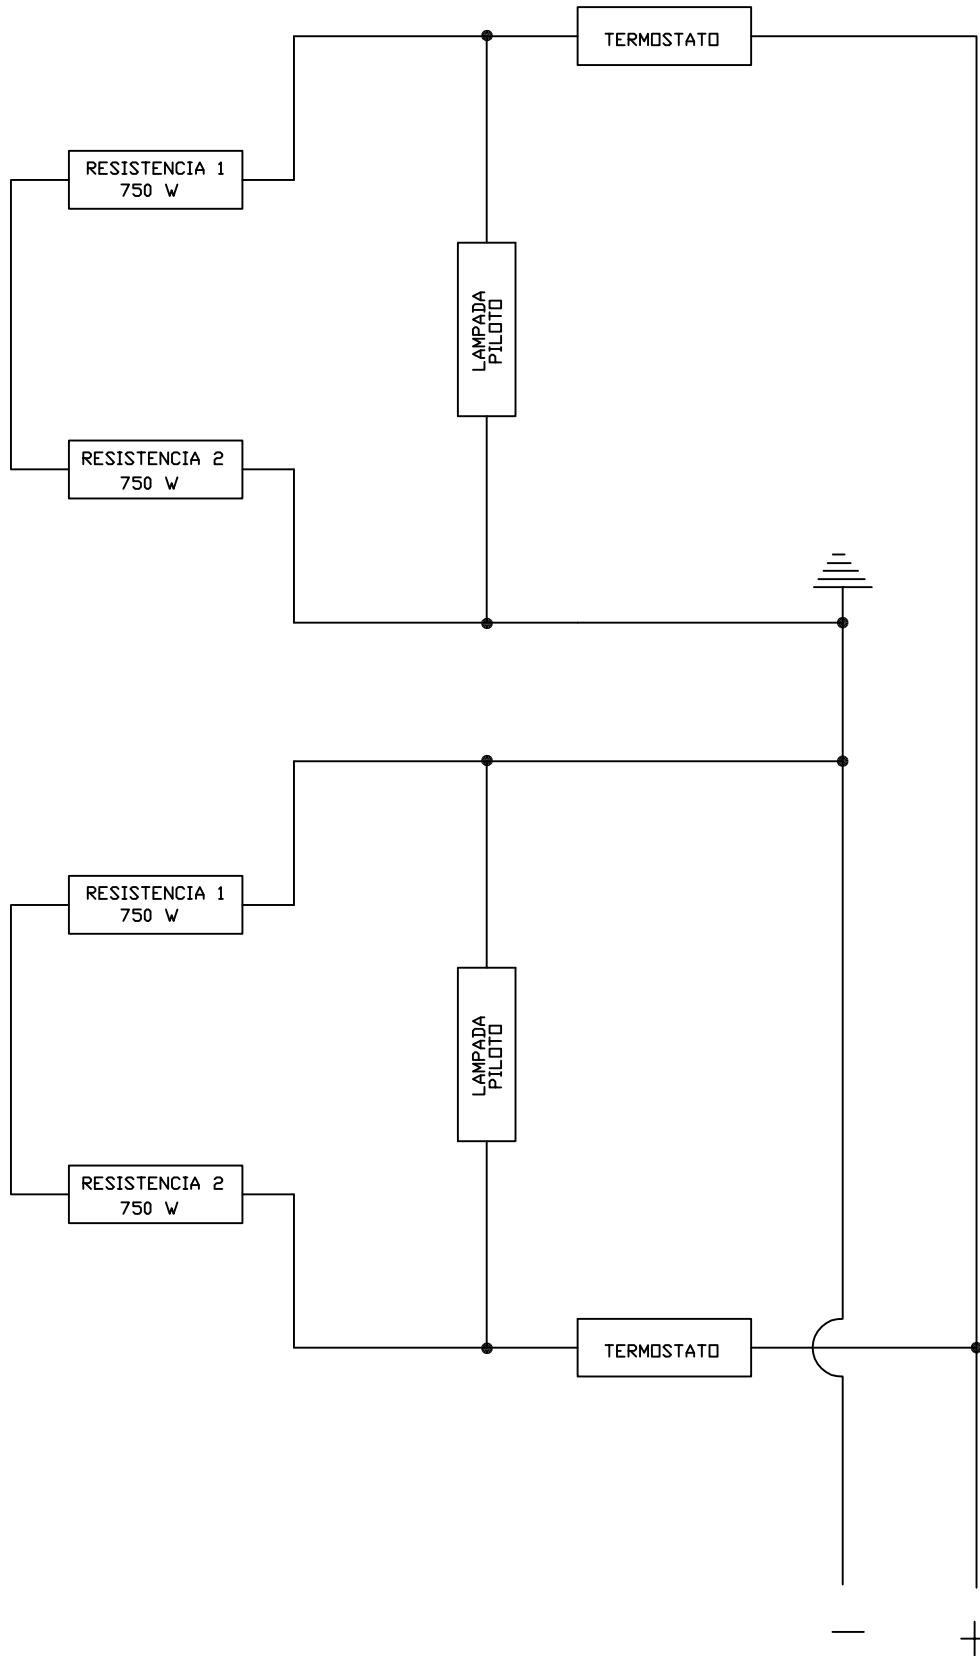 TERMOSTATO
RESISTENCIA 1
750 W
LAMPADA
PILOTO
RESISTENCIA 2
750 W
RESISTENCIA 1
750 W
LAMPADA
PILOTO
RESISTENCIA 2
750 W
TERMOSTATO
— +